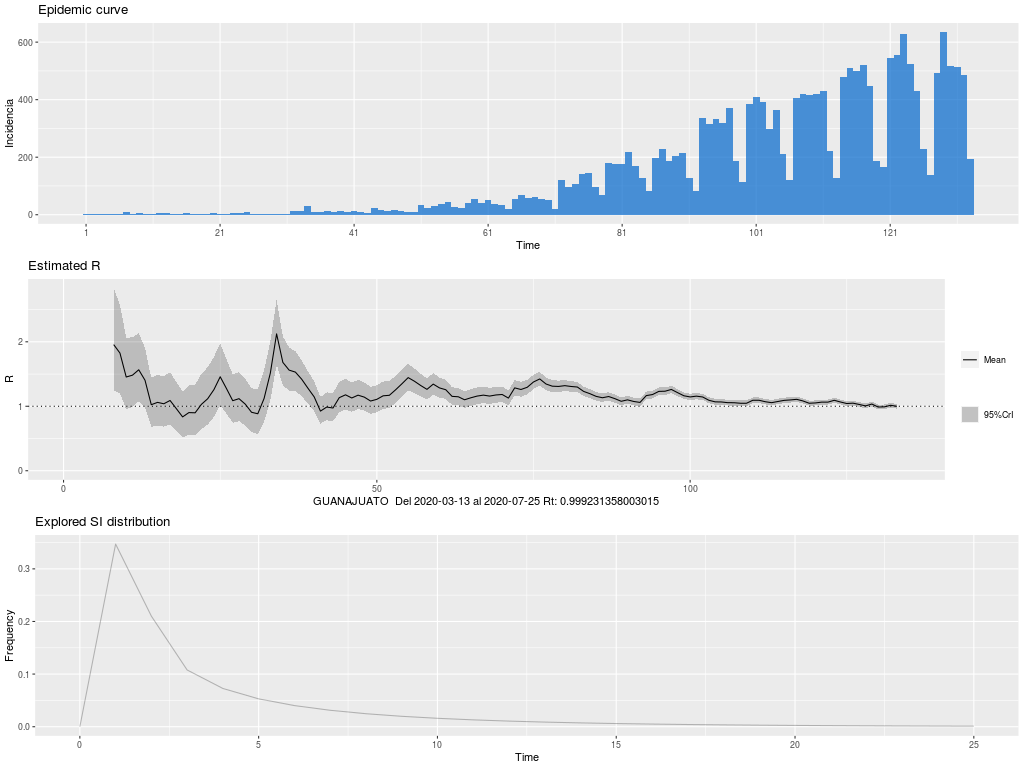 Epidemic curve
600
400
200
0
Incidencia
1 21 41 61 81 101 121
Time
Estimated R
2
1
0
R
0 50 100
GUANAJUATO Del 2020-03-13 al 2020-07-25 Rt: 0.999231358003015
Mean
95%CrI
Explored SI distribution
0.3
0.2
0.1
0.0
Frequency
0 5 10 15 20 25
Time